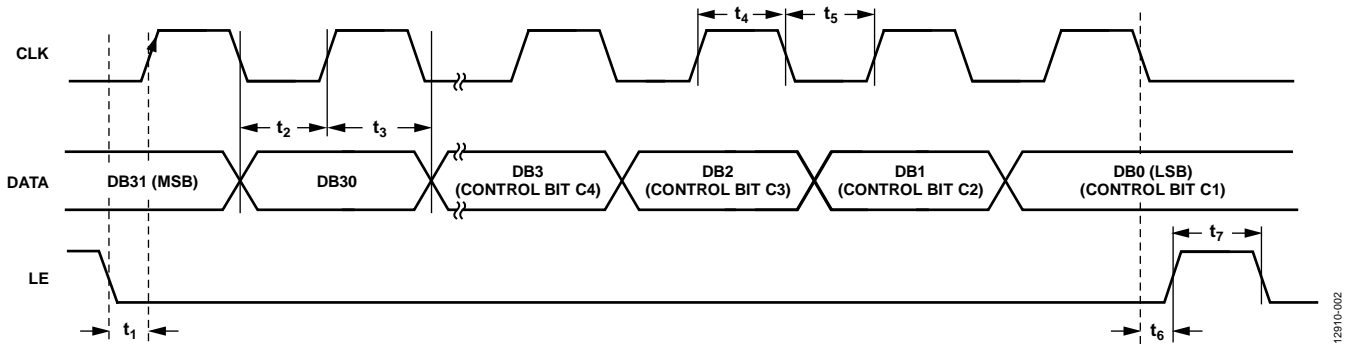 t4
t5
CLK
t2
t3
DATA
DB31 (MSB)
DB30
DB3
(CONTROL BIT C4)
DB2
(CONTROL BIT C3)
DB1
(CONTROL BIT C2)
DB0 (LSB)
(CONTROL BIT C1)
t7
LE
t1
t6
12910-002